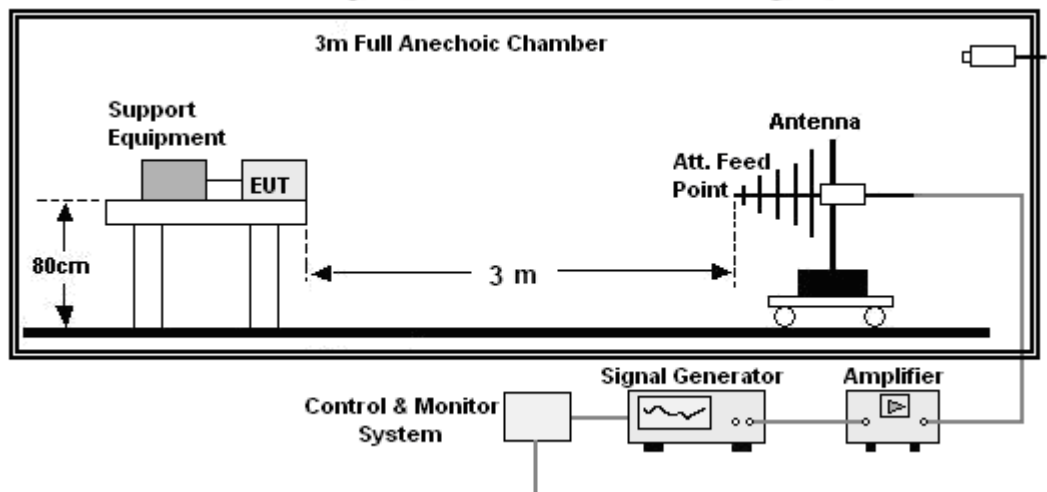 3m Full Anechoic Chamber
Support
Equipment
EUT
80cm
3 m
Antenna
Att. Feed
Point
Signal Generator
Amplifier
Control & Monitor
System